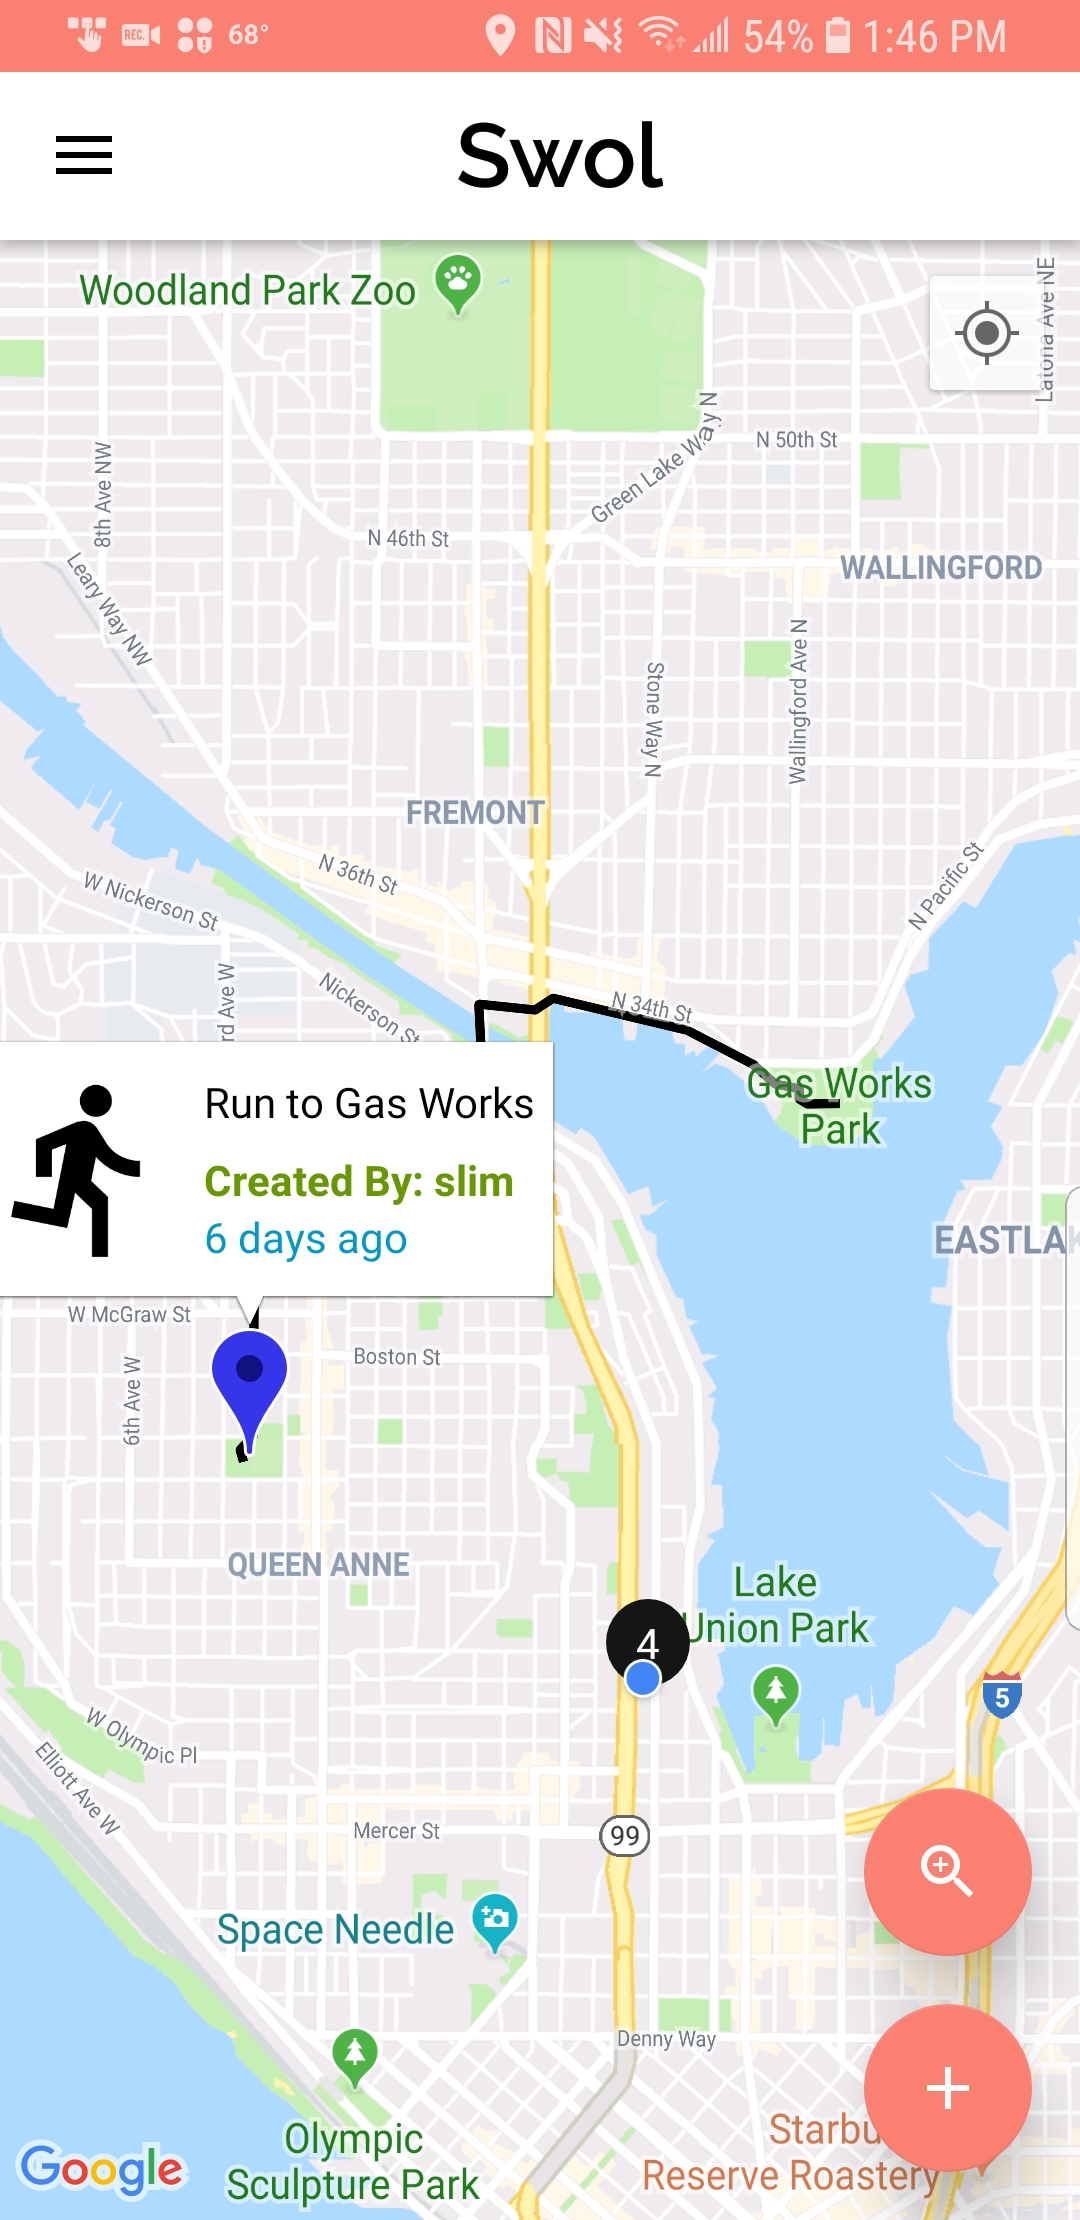 REC. 68° 54% 1:46 PM
Swol
Woodland Park Zoo
Latona Ave NE
Green Lake Way N
N 50th St
8th Ave NW
N 46th St
WALLINGFORD
Leary Way NW
Wallingford Ave N
Stone Way N
FREMONT
N 36th St
N Pacific St
W Nickerson St
Nickerson St
rd Ave W
N 34th St
Gas Works
Park
Run to Gas Works
Created By: slim
6 days ago
EASTLAK
W McGraw St
Boston St
6th Ave W
QUEEN ANNE
Lake
Union Park
4
5
W Olympic Pl
Elliott Ave W
Mercer St
99
Space Needle
Denny Way
Olympic
Sculpture Park
Starbu
Reserve Roastery
Google